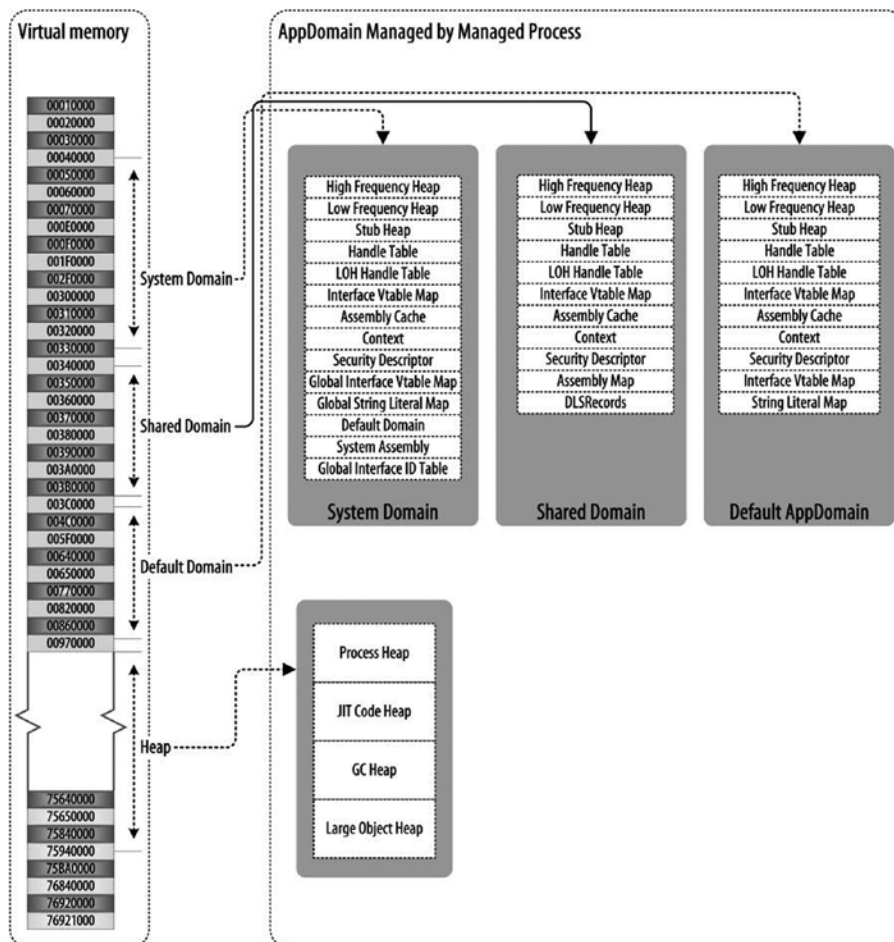 Virtual memory
00010000
00020000
00030000
00040000
00050000
00060000
00070000
000E0000
000F0000
001F0000
002F0000
00300000
00310000
00320000
00330000
00340000
00350000
00360000
00370000
00380000
00390000
003A0000
003B0000
003C0000
004C0000
005F0000
00640000
00650000
00770000
00820000
00860000
00970000
75640000
75650000
75840000
75940000
75BA0000
76840000
76920000
76921000
System Domain
Shared Domain
Default Domain
Heap
AppDomain Managed by Managed Process
High Frequency Heap
Low Frequency Heap
Stub Heap
Handle Table
LOH Handle Table
Interface Vtable Map
Assembly Cache
Context
Security Descriptor
Global Interface Vtable Map
Global String Literal Map
Default Domain
System Assembly
Global Interface ID Table
System Domain
High Frequency Heap
Low Frequency Heap
Stub Heap
Handle Table
LOH Handle Table
Interface Vtable Map
Assembly Cache
Context
Security Descriptor
Assembly Map
DLSRecords
Shared Domain
High Frequency Heap
Low Frequency Heap
Stub Heap
Handle Table
LOH Handle Table
Interface Vtable Map
Assembly Cache
Context
Security Descriptor
Interface Vtable Map
String Literal Map
Default AppDomain
Process Heap
JIT Code Heap
GC Heap
Large Object Heap